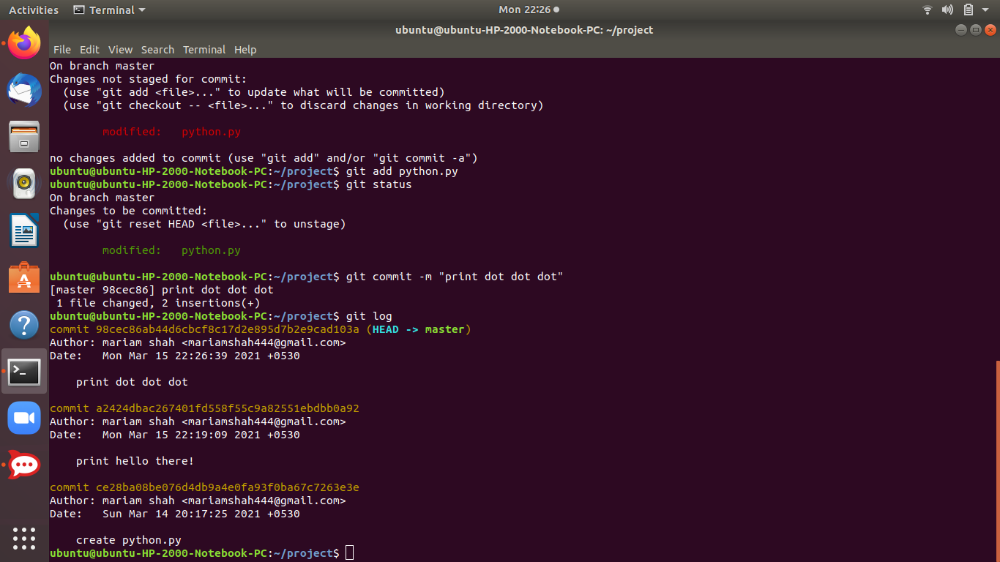 Activities Terminal Mon 22:26
ubuntu@ubuntu-HP-2000-Notebook-PC: ~/project
File Edit View Search Terminal Help
On branch master
Changes not staged for commit:
  (use "git add <file>..." to update what will be committed)
  (use "git checkout -- <file>..." to discard changes in working directory)
        modified:   python.py
no changes added to commit (use "git add" and/or "git commit -a")
ubuntu@ubuntu-HP-2000-Notebook-PC:~/project$ git add python.py
ubuntu@ubuntu-HP-2000-Notebook-PC:~/project$ git status
On branch master
Changes to be committed:
  (use "git reset HEAD <file>..." to unstage)
        modified:   python.py
ubuntu@ubuntu-HP-2000-Notebook-PC:~/project$ git commit -m "print dot dot dot"
[master 98cec86] print dot dot dot
 1 file changed, 2 insertions(+)
ubuntu@ubuntu-HP-2000-Notebook-PC:~/project$ git log
commit 98cec86ab44d6cbcf8c17d2e895d7b2e9cad103a (HEAD -> master)
Author: mariam shah <mariamshah444@gmail.com>
Date:   Mon Mar 15 22:26:39 2021 +0530
    print dot dot dot
commit a2424dbac267401fd558f55c9a82551ebdbb0a92
Author: mariam shah <mariamshah444@gmail.com>
Date:   Mon Mar 15 22:19:09 2021 +0530
    print hello there!
commit ce28ba08be076d4db9a4e0fa93f0ba67c7263e3e
Author: mariam shah <mariamshah444@gmail.com>
Date:   Sun Mar 14 20:17:25 2021 +0530
    create python.py
ubuntu@ubuntu-HP-2000-Notebook-PC:~/project$